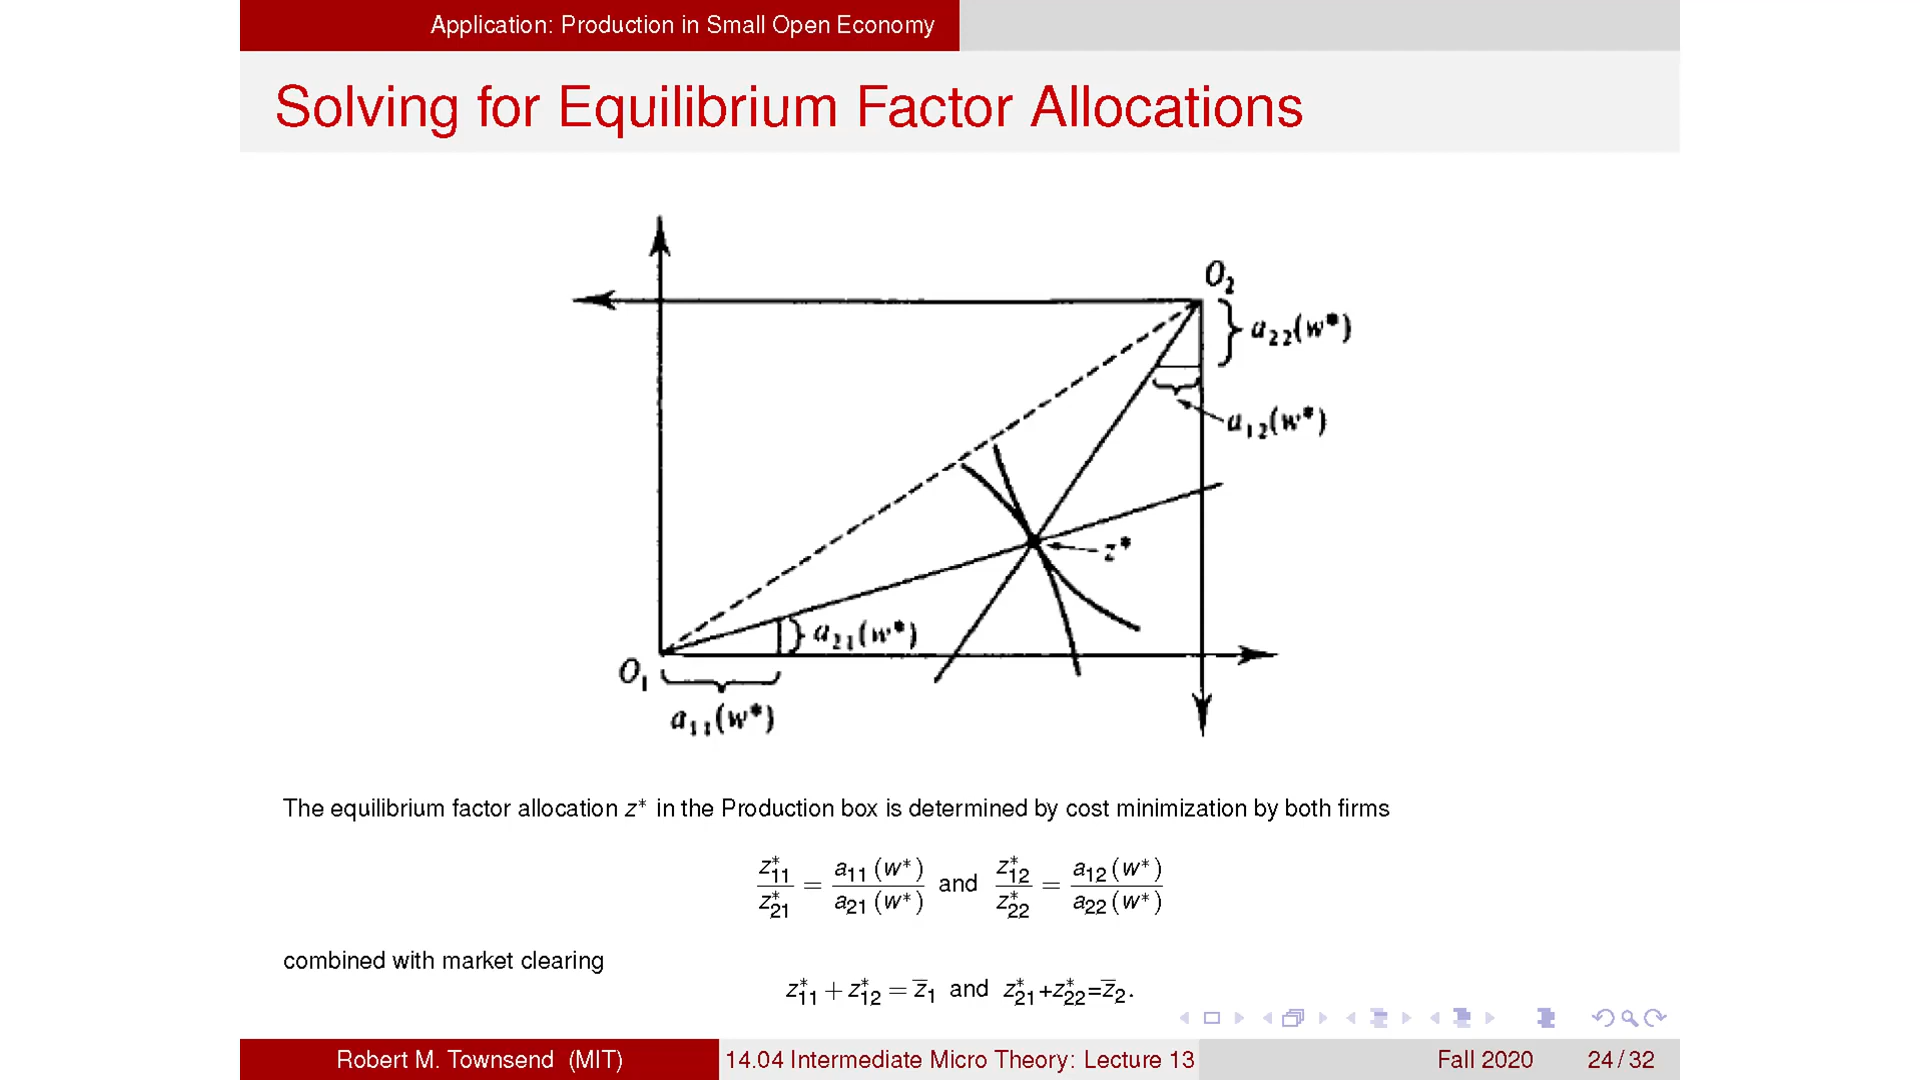 Application: Production in Small Open Economy
Solving for Equilibrium Factor Allocations
O₂
a₂₂(w*)
a₁₂(w*)
z*
a₂₁(w*)
O₁
a₁₁(w*)
The equilibrium factor allocation z* in the Production box is determined by cost minimization by both firms
z*₁₁/z*₂₁ = a₁₁(w*)/a₂₁(w*) and z*₁₂/z*₂₂ = a₁₂(w*)/a₂₂(w*)
combined with market clearing
z*₁₁ + z*₁₂ = z̅₁ and z*₂₁+z*₂₂=z̅₂.
Robert M. Townsend (MIT) 14.04 Intermediate Micro Theory: Lecture 13 Fall 2020 24 / 32